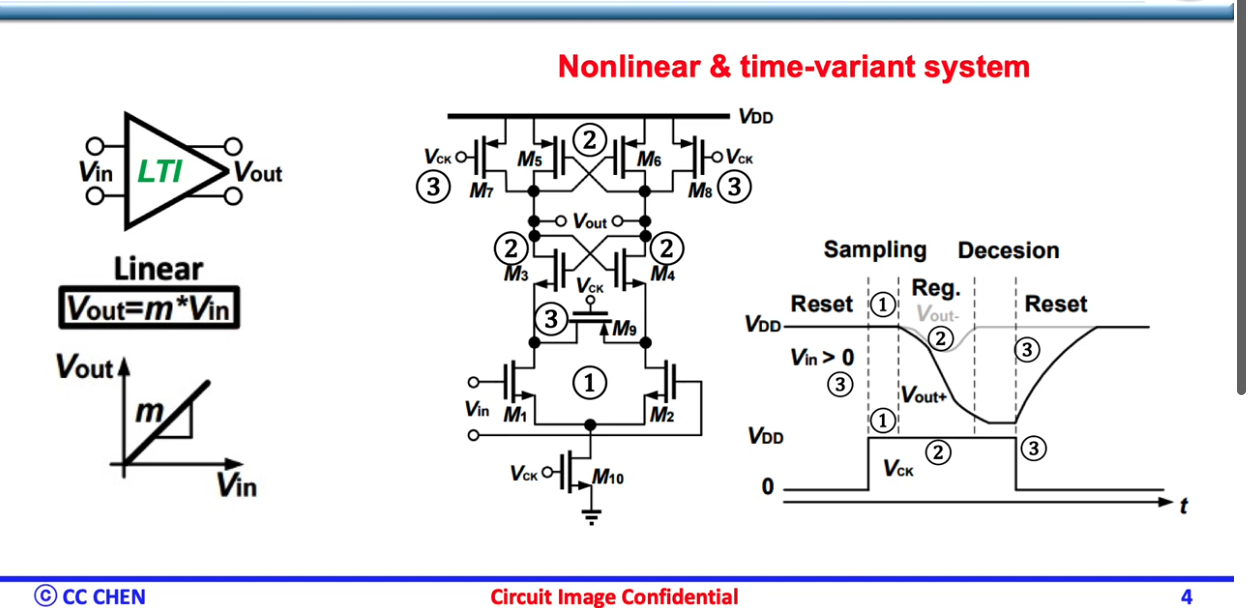 Nonlinear & time-variant system
Vin LTI Vout
Linear
Vout=m*Vin
Vout
m
Vin
VDD
②
VCK M5 M6 VCK
③ M7 M8 ③
Vout
② ②
M3 M4
VCK
③ M9
①
Vin M1 M2
VCK M10
Sampling Decesion
Reset ① Reg. Reset
Vout-
VDD
②
③
Vin > 0
③
Vout+
①
VDD
② ③
VCK
0
t
© CC CHEN Circuit Image Confidential 4